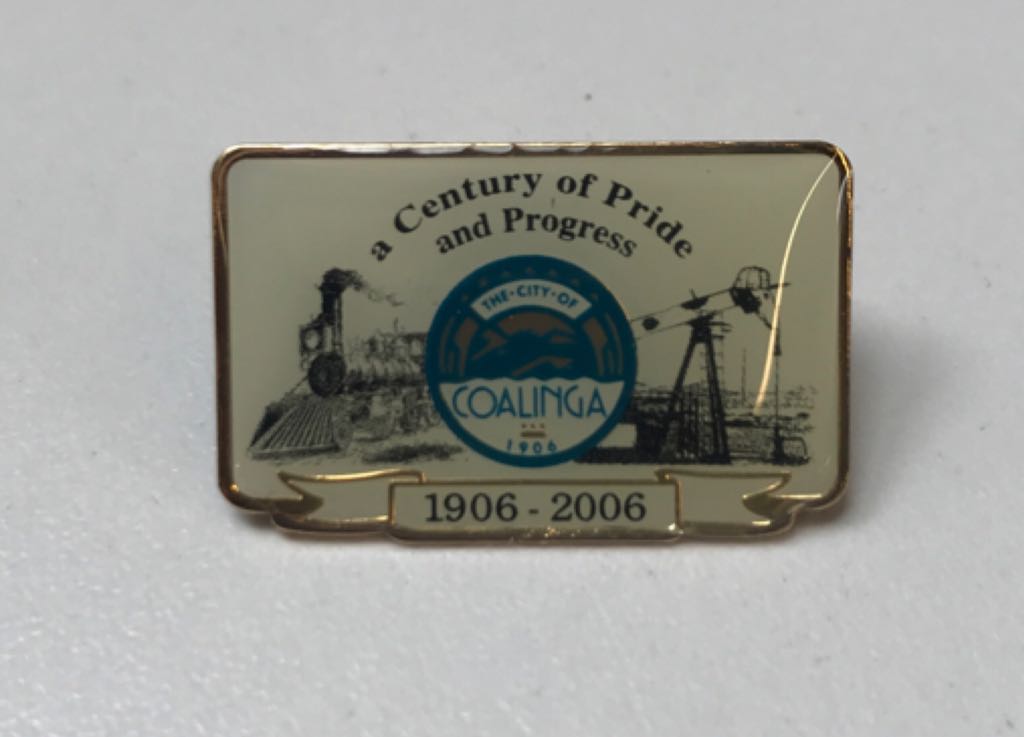 a Century of Pride
and Progress
THE·CITY·OF
COALINGA
1906
1906 - 2006